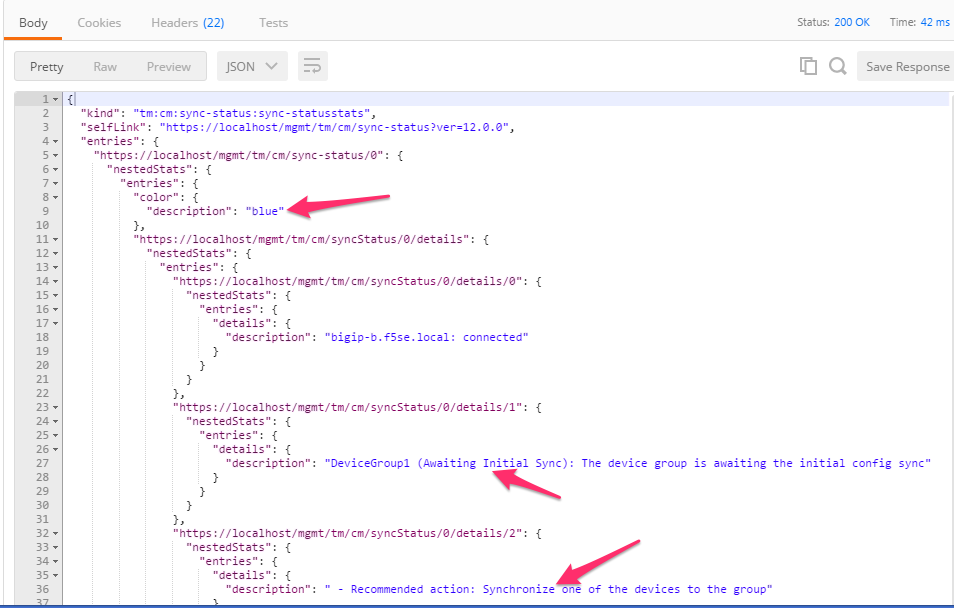 Body Cookies Headers (22) Tests Status: 200 OK Time: 42 ms
Pretty Raw Preview JSON Save Response
1 {
2 "kind": "tm:cm:sync-status:sync-statusstats",
3 "selfLink": "https://localhost/mgmt/tm/cm/sync-status?ver=12.0.0",
4 "entries": {
5 "https://localhost/mgmt/tm/cm/sync-status/0": {
6 "nestedStats": {
7 "entries": {
8 "color": {
9 "description": "blue"
10 },
11 "https://localhost/mgmt/tm/cm/syncStatus/0/details": {
12 "nestedStats": {
13 "entries": {
14 "https://localhost/mgmt/tm/cm/syncStatus/0/details/0": {
15 "nestedStats": {
16 "entries": {
17 "details": {
18 "description": "bigip-b.f5se.local: connected"
19 }
20 }
21 }
22 },
23 "https://localhost/mgmt/tm/cm/syncStatus/0/details/1": {
24 "nestedStats": {
25 "entries": {
26 "details": {
27 "description": "DeviceGroup1 (Awaiting Initial Sync): The device group is awaiting the initial config sync"
28 }
29 }
30 }
31 },
32 "https://localhost/mgmt/tm/cm/syncStatus/0/details/2": {
33 "nestedStats": {
34 "entries": {
35 "details": {
36 "description": " - Recommended action: Synchronize one of the devices to the group"
37 }